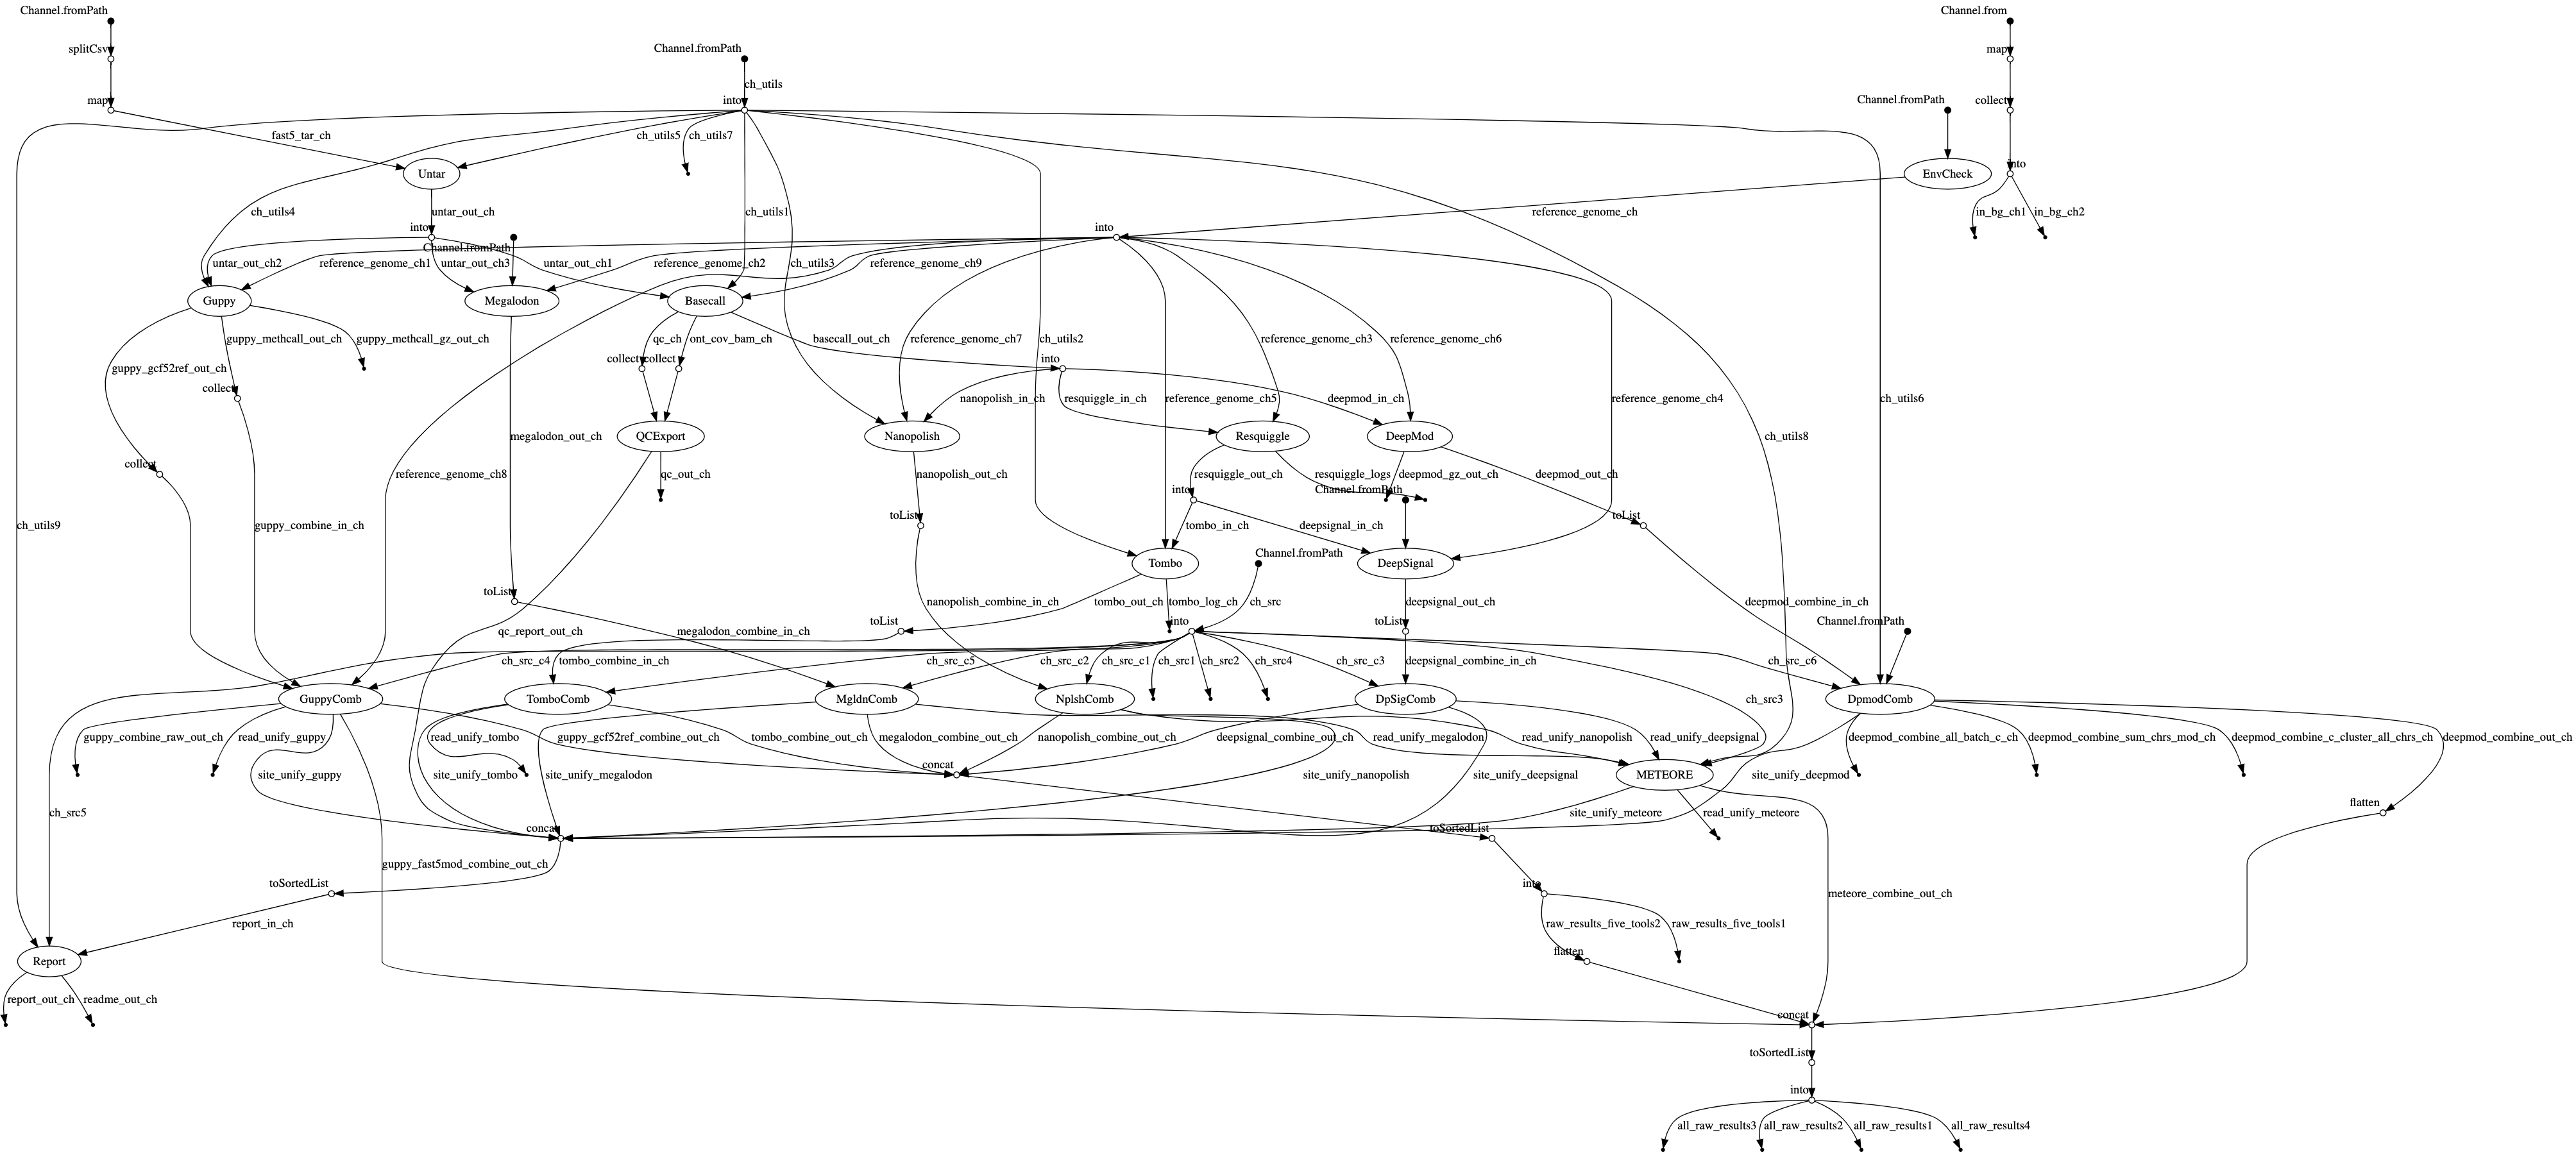 Channel.fromPath
Channel.from
splitCsv
Channel.fromPath
map
ch_utils
map
into
Channel.fromPath
collect
fast5_tar_ch
ch_utils5
ch_utils7
into
Untar
EnvCheck
ch_utils4
untar_out_ch
ch_utils1
reference_genome_ch
in_bg_ch1
in_bg_ch2
into
into
Channel.fromPath
untar_out_ch2
reference_genome_ch1
untar_out_ch3
untar_out_ch1
reference_genome_ch2
ch_utils3
reference_genome_ch9
Guppy
Megalodon
Basecall
guppy_methcall_out_ch
guppy_methcall_gz_out_ch
qc_ch
ont_cov_bam_ch
basecall_out_ch
reference_genome_ch7
ch_utils2
reference_genome_ch3
reference_genome_ch6
collect
collect
into
guppy_gcf52ref_out_ch
collect
nanopolish_in_ch
resquiggle_in_ch
reference_genome_ch5
deepmod_in_ch
reference_genome_ch4
ch_utils6
megalodon_out_ch
QCExport
Nanopolish
Resquiggle
DeepMod
ch_utils8
collect
reference_genome_ch8
qc_out_ch
nanopolish_out_ch
resquiggle_out_ch
resquiggle_logs
deepmod_gz_out_ch
deepmod_out_ch
into
Channel.fromPath
ch_utils9
guppy_combine_in_ch
toList
tombo_in_ch
deepsignal_in_ch
toList
Channel.fromPath
Tombo
DeepSignal
toList
nanopolish_combine_in_ch
tombo_out_ch
tombo_log_ch
ch_src
deepsignal_out_ch
deepmod_combine_in_ch
qc_report_out_ch
megalodon_combine_in_ch
toList
into
toList
Channel.fromPath
ch_src_c4
tombo_combine_in_ch
ch_src_c5
ch_src_c2
ch_src_c1
ch_src1
ch_src2
ch_src4
ch_src_c3
deepsignal_combine_in_ch
ch_src_c6
GuppyComb
TomboComb
MgldnComb
NplshComb
DpSigComb
ch_src3
DpmodComb
guppy_combine_raw_out_ch
read_unify_guppy
read_unify_tombo
guppy_gcf52ref_combine_out_ch
tombo_combine_out_ch
megalodon_combine_out_ch
nanopolish_combine_out_ch
deepsignal_combine_out_ch
read_unify_megalodon
read_unify_nanopolish
read_unify_deepsignal
deepmod_combine_all_batch_c_ch
deepmod_combine_sum_chrs_mod_ch
deepmod_combine_c_cluster_all_chrs_ch
deepmod_combine_out_ch
concat
site_unify_guppy
site_unify_tombo
site_unify_megalodon
site_unify_nanopolish
site_unify_deepsignal
METEORE
site_unify_deepmod
flatten
ch_src5
site_unify_meteore
read_unify_meteore
concat
toSortedList
guppy_fast5mod_combine_out_ch
toSortedList
into
meteore_combine_out_ch
report_in_ch
raw_results_five_tools2
raw_results_five_tools1
flatten
Report
report_out_ch
readme_out_ch
concat
toSortedList
into
all_raw_results3
all_raw_results2
all_raw_results1
all_raw_results4